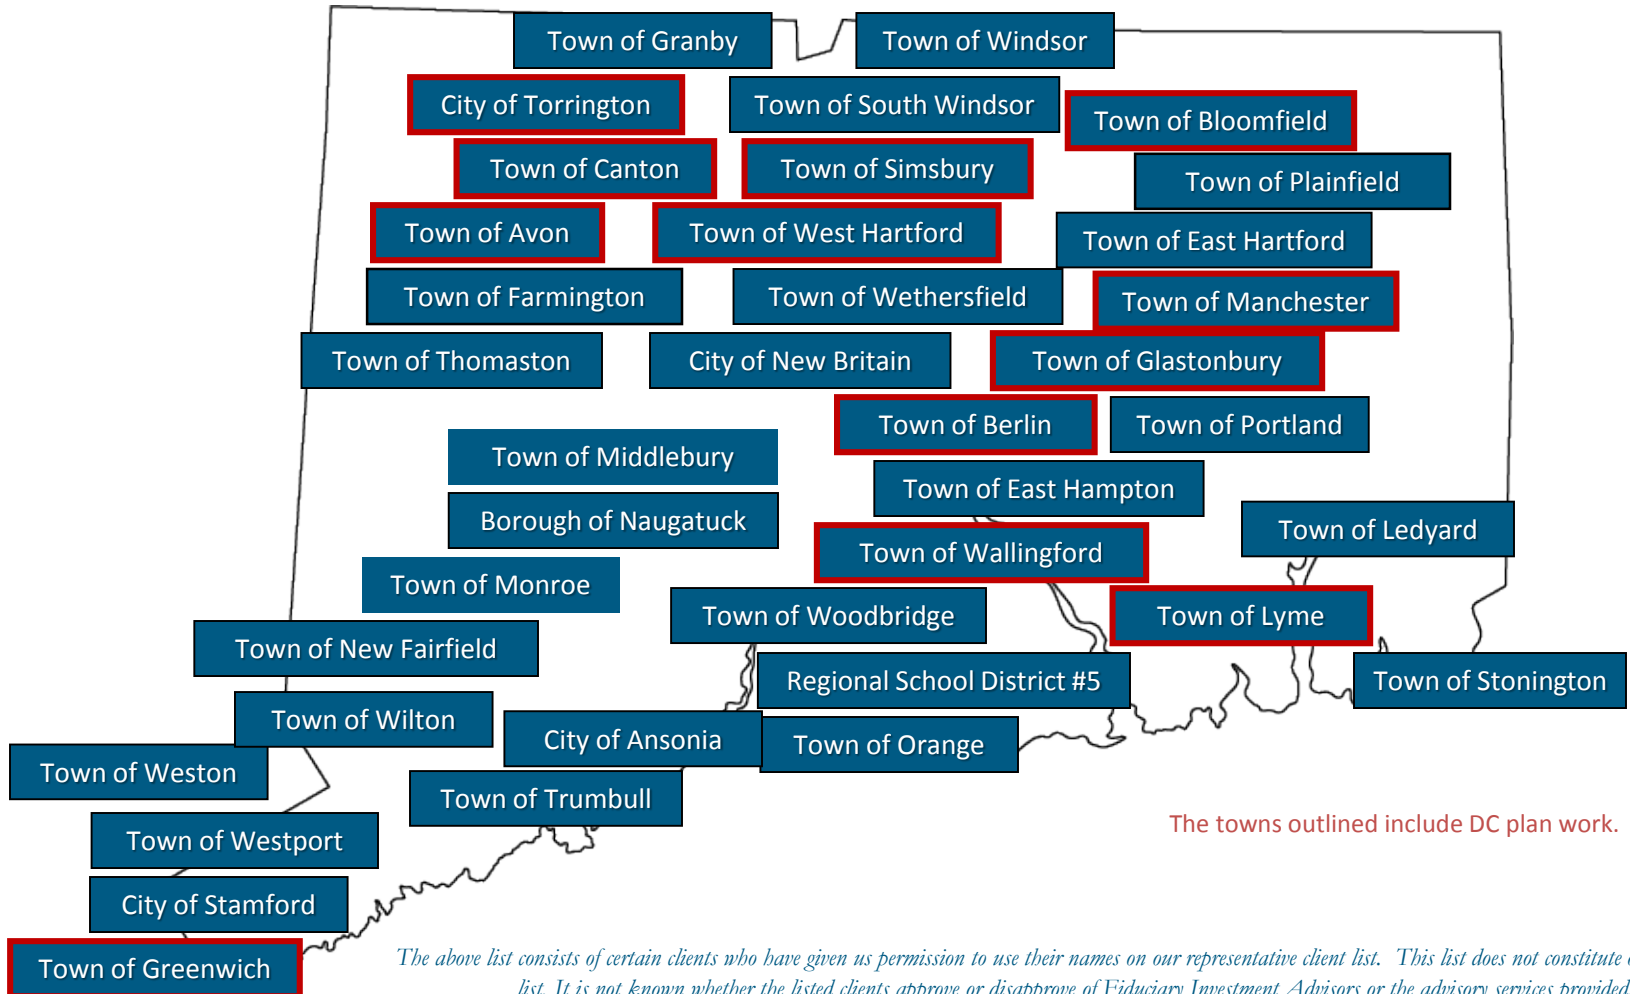 Town of Granby
Town of Windsor
City of Torrington
Town of South Windsor
Town of Bloomfield
Town of Canton
Town of Simsbury
Town of Plainfield
Town of Avon
Town of West Hartford
Town of East Hartford
Town of Farmington
Town of Wethersfield
Town of Manchester
Town of Thomaston
City of New Britain
Town of Glastonbury
Town of Berlin
Town of Portland
Town of Middlebury
Town of East Hampton
Borough of Naugatuck
Town of Ledyard
Town of Wallingford
Town of Monroe
Town of Woodbridge
Town of Lyme
Town of New Fairfield
Regional School District #5
Town of Stonington
Town of Wilton
City of Ansonia
Town of Orange
Town of Weston
Town of Trumbull
The towns outlined include DC plan work.
Town of Westport
City of Stamford
Town of Greenwich
The above list consists of certain clients who have given us permission to use their names on our representative client list. This list does not constitute
list. It is not known whether the listed clients approve or disapprove of Fiduciary Investment Advisors or the advisory services provided